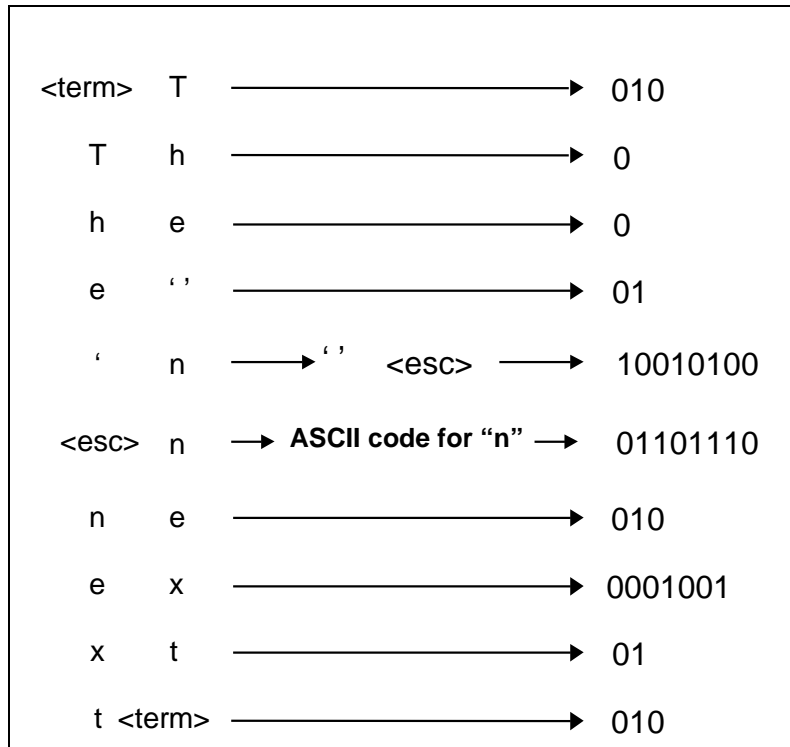 <term> T 010
T h 0
h e 0
e ‘ ’ 01
‘ n ‘ ’ <esc> 10010100
<esc> n ASCII code for “n” 01101110
n e 010
e x 0001001
x t 01
t <term> 010